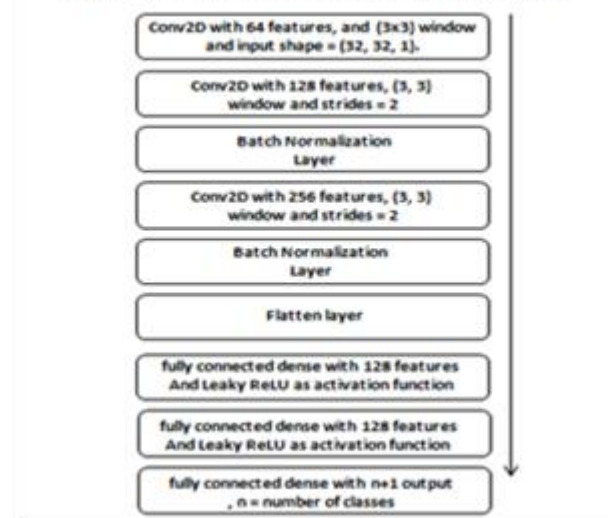 Conv2D with 64 features, and (3x3) window
and input shape = (32, 32, 1).
Conv2D with 128 features, (3, 3)
window and strides = 2
Batch Normalization
Layer
Conv2D with 256 features, (3, 3)
window and strides = 2
Batch Normalization
Layer
Flatten layer
fully connected dense with 128 features
And Leaky ReLU as activation function
fully connected dense with 128 features
And Leaky ReLU as activation function
fully connected dense with n+1 output
, n = number of classes